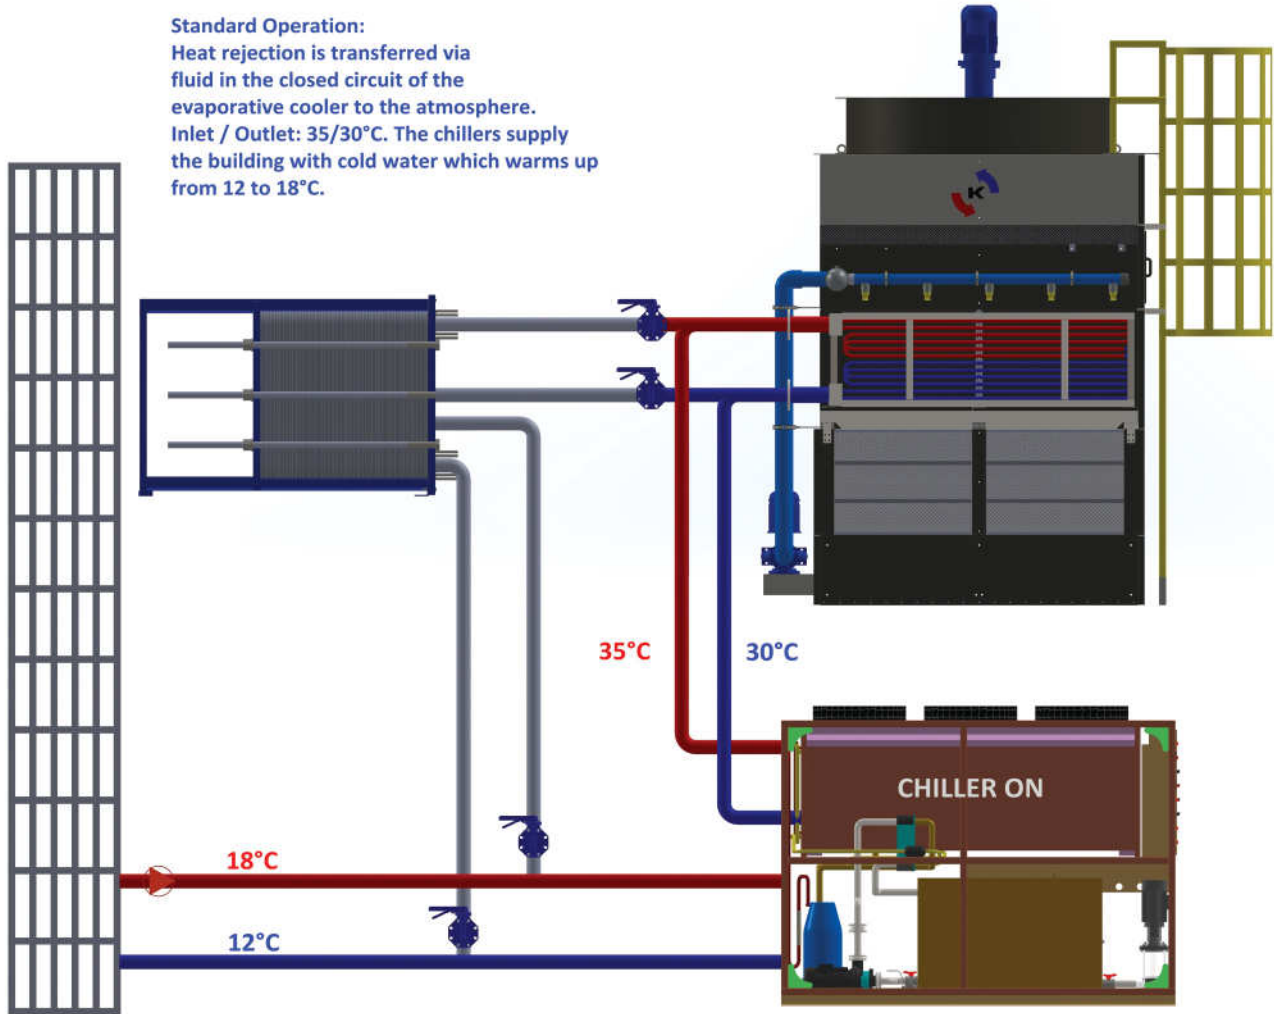 Standard Operation:
Heat rejection is transferred via
fluid in the closed circuit of the
evaporative cooler to the atmosphere.
Inlet / Outlet: 35/30°C. The chillers supply
the building with cold water which warms up
from 12 to 18°C.
K
35°C
30°C
CHILLER ON
18°C
12°C